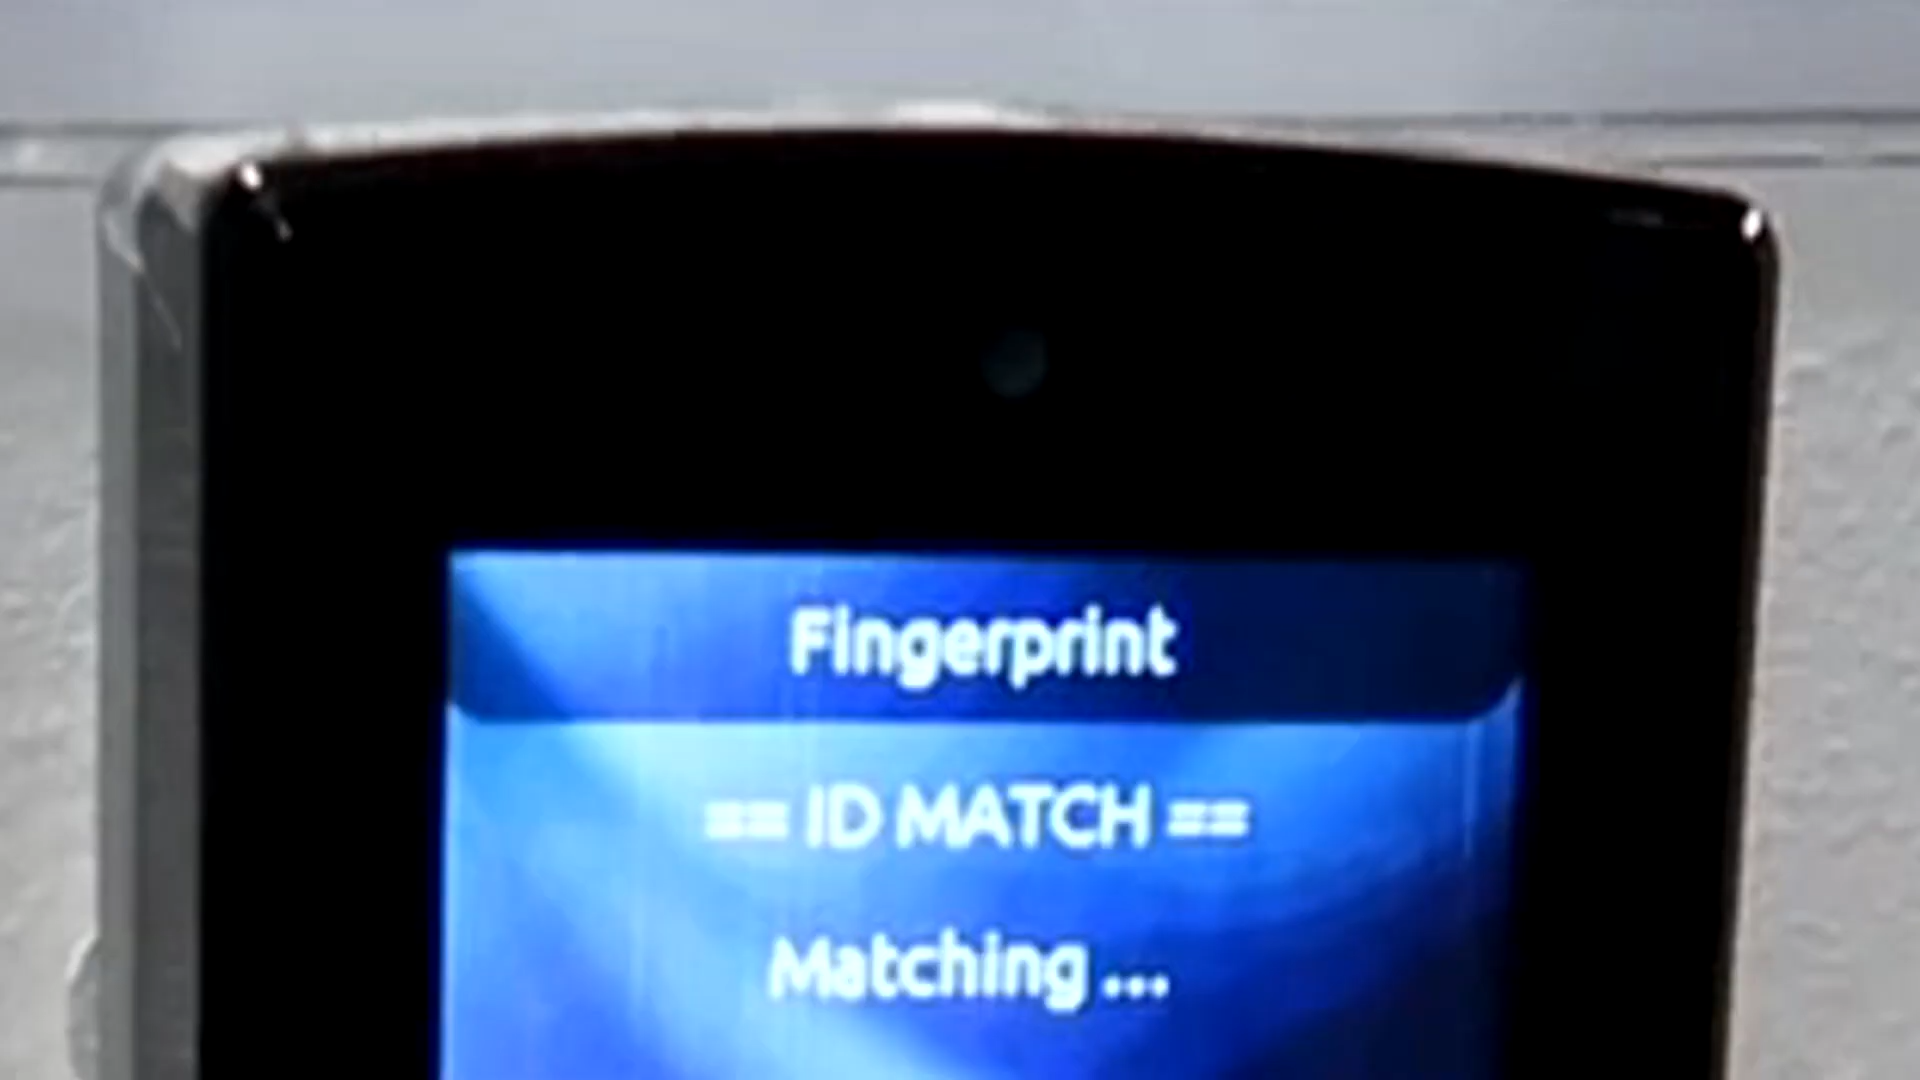 Fingerprint
== ID MATCH ==
Matching ...